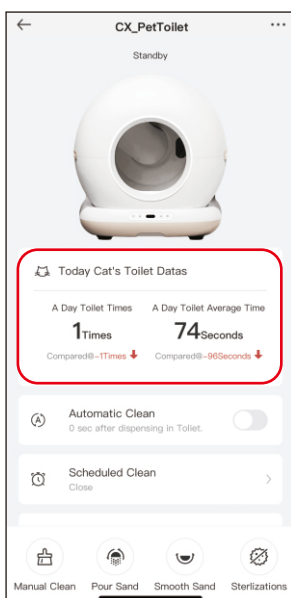 CX_PetToilet
Standby
Today Cat's Toilet Datas
A Day Toilet Times
A Day Toilet Average Time
1Times
74Seconds
Compared@-1Times
Compared@-96Seconds
Automatic Clean
0 sec after dispensing in Toliet.
Scheduled Clean
Close
Manual Clean
Pour Sand
Smooth Sand
Sterlizations